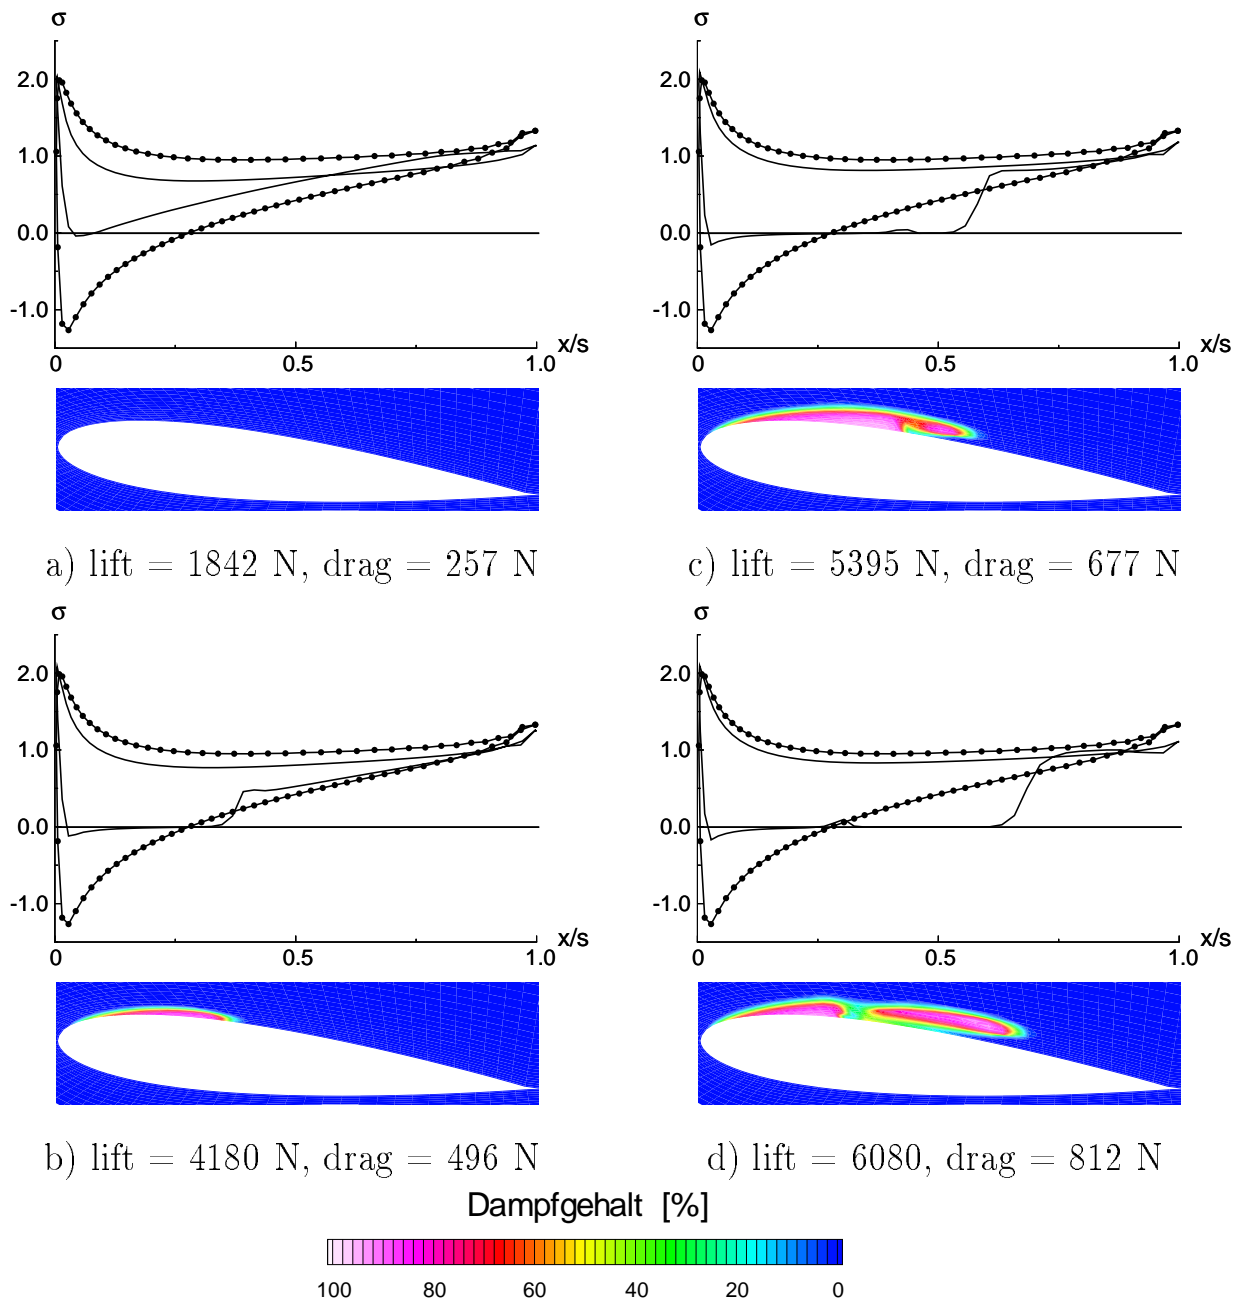 σ
2.0
1.0
0.0
-1.0
0
0.5
1.0
x/s
a) lift = 1842 N, drag = 257 N
σ
2.0
1.0
0.0
-1.0
0
0.5
1.0
x/s
c) lift = 5395 N, drag = 677 N
σ
2.0
1.0
0.0
-1.0
0
0.5
1.0
x/s
b) lift = 4180 N, drag = 496 N
σ
2.0
1.0
0.0
-1.0
0
0.5
1.0
x/s
d) lift = 6080, drag = 812 N
Dampfgehalt [%]
100 80 60 40 20 0